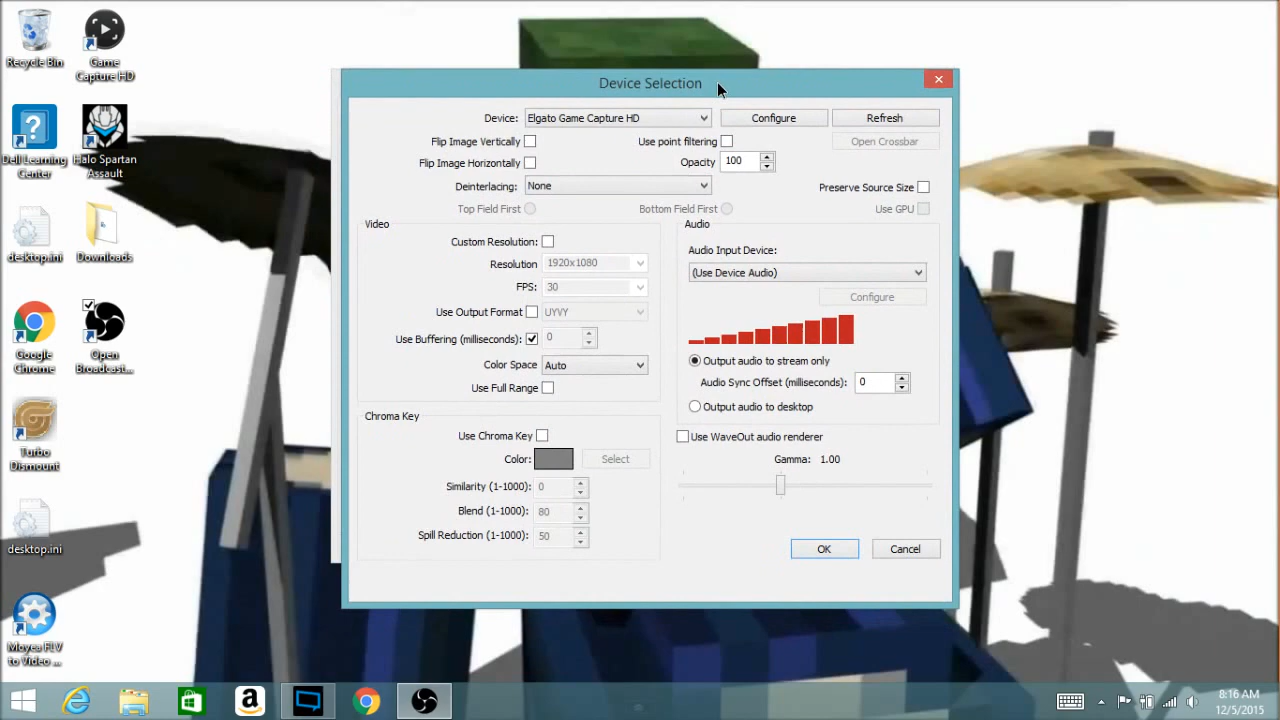 Recycle Bin
Game
Capture HD
Dell Learning
Center
Halo Spartan
Assault
desktop.ini
Downloads
Google
Chrome
Open
Broadcast...
Turbo
Dismount
desktop.ini
Moyea FLV
to Video ...
Device Selection
Device:
Elgato Game Capture HD
Configure
Refresh
Flip Image Vertically
Use point filtering
Open Crossbar
Flip Image Horizontally
Opacity
100
Deinterlacing:
None
Preserve Source Size
Top Field First
Bottom Field First
Use GPU
Video
Custom Resolution:
Resolution
1920x1080
FPS:
30
Use Output Format
UYVY
Use Buffering (milliseconds):
0
Color Space
Auto
Use Full Range
Chroma Key
Use Chroma Key
Color:
Select
Similarity (1-1000):
0
Blend (1-1000):
80
Spill Reduction (1-1000):
50
Audio
Audio Input Device:
(Use Device Audio)
Configure
Output audio to stream only
Audio Sync Offset (milliseconds):
0
Output audio to desktop
Use WaveOut audio renderer
Gamma:
1.00
OK
Cancel
8:16 AM
12/5/2015